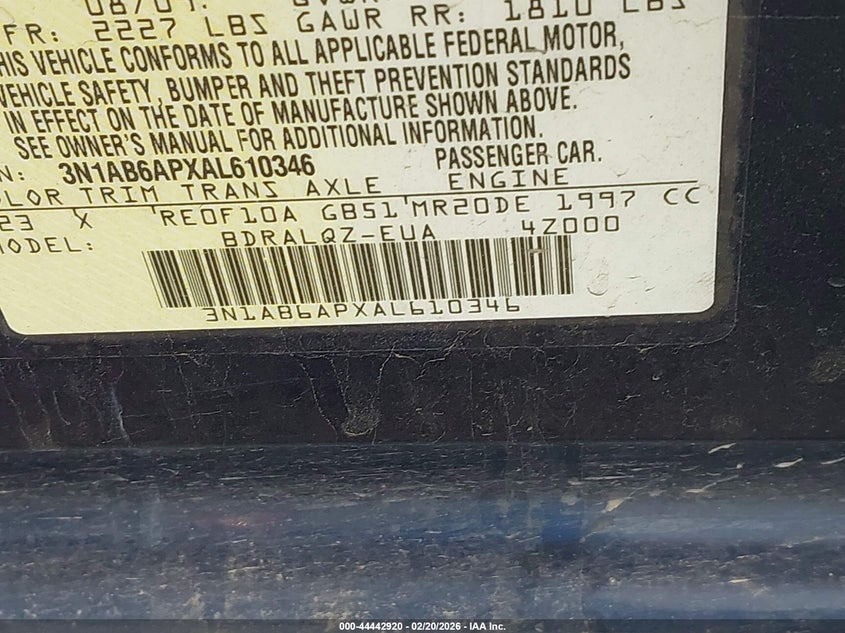 FR: 2227 LBS GAWR RR: 1810 LBS
HIS VEHICLE CONFORMS TO ALL APPLICABLE FEDERAL MOTOR,
VEHICLE SAFETY, BUMPER AND THEFT PREVENTION STANDARDS
IN EFFECT ON THE DATE OF MANUFACTURE SHOWN ABOVE.
SEE OWNER'S MANUAL FOR ADDITIONAL INFORMATION.
N: 3N1AB6APXAL610346 PASSENGER CAR.
OLOR TRIM TRANS AXLE ENGINE
23 X RE0F10A GB51 MR20DE 1997 CC
MODEL: BDRALQZ-EUA 4Z000
3N1AB6APXAL610346
000-44442920 - 02/20/2026 - IAA Inc.